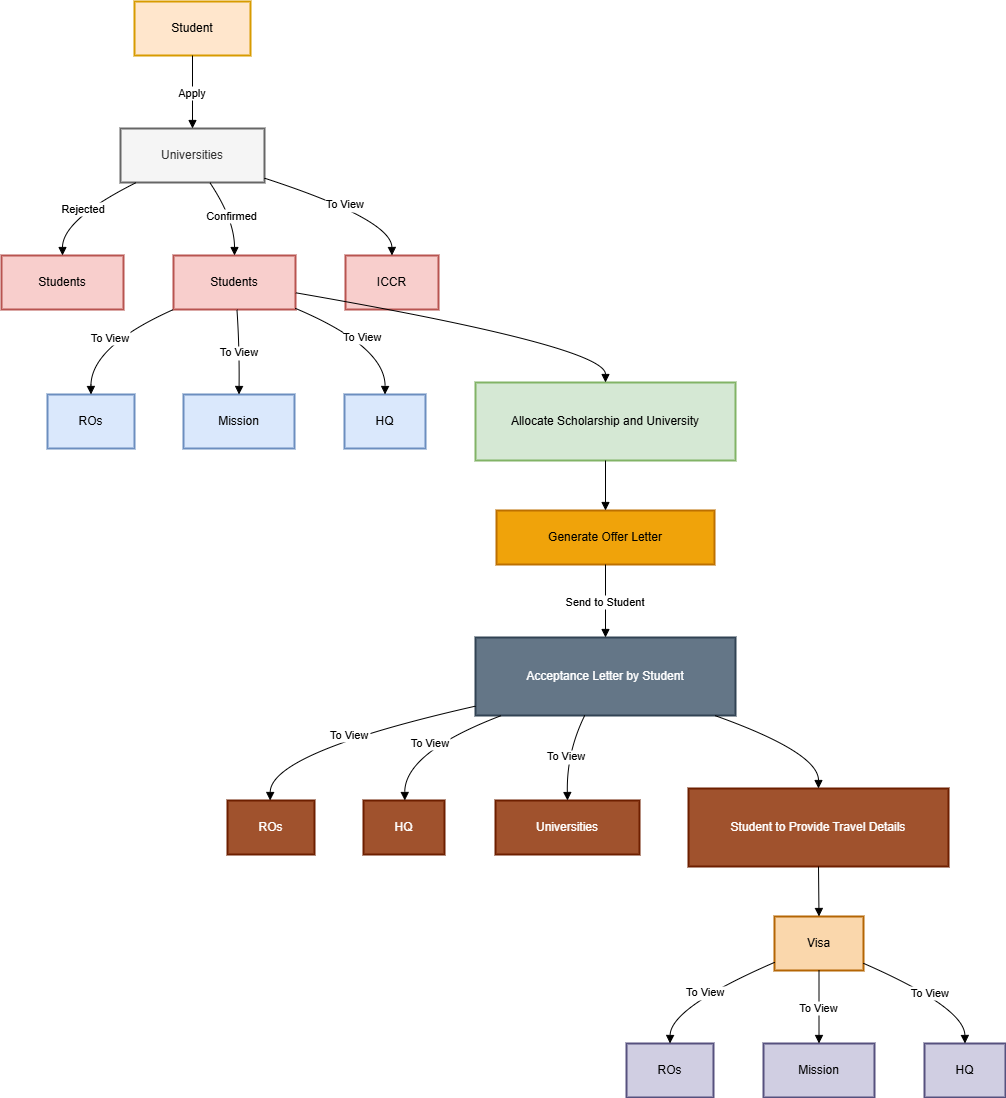 Student
Apply
Universities
Rejected
Confirmed
To View
Students
Students
ICCR
To View
To View
To View
ROs
Mission
HQ
Allocate Scholarship and University
Generate Offer Letter
Send to Student
Acceptance Letter by Student
To View
To View
To View
ROs
HQ
Universities
Student to Provide Travel Details
Visa
To View
To View
To View
ROs
Mission
HQ